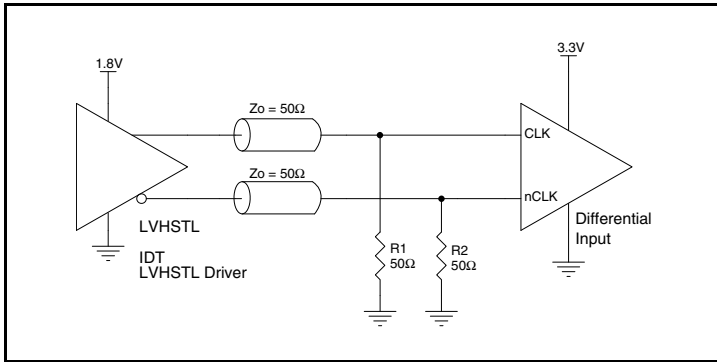 1.8V
3.3V
Zo = 50Ω
Zo = 50Ω
CLK
nCLK
LVHSTL
IDT
LVHSTL Driver
R1
50Ω
R2
50Ω
Differential
Input